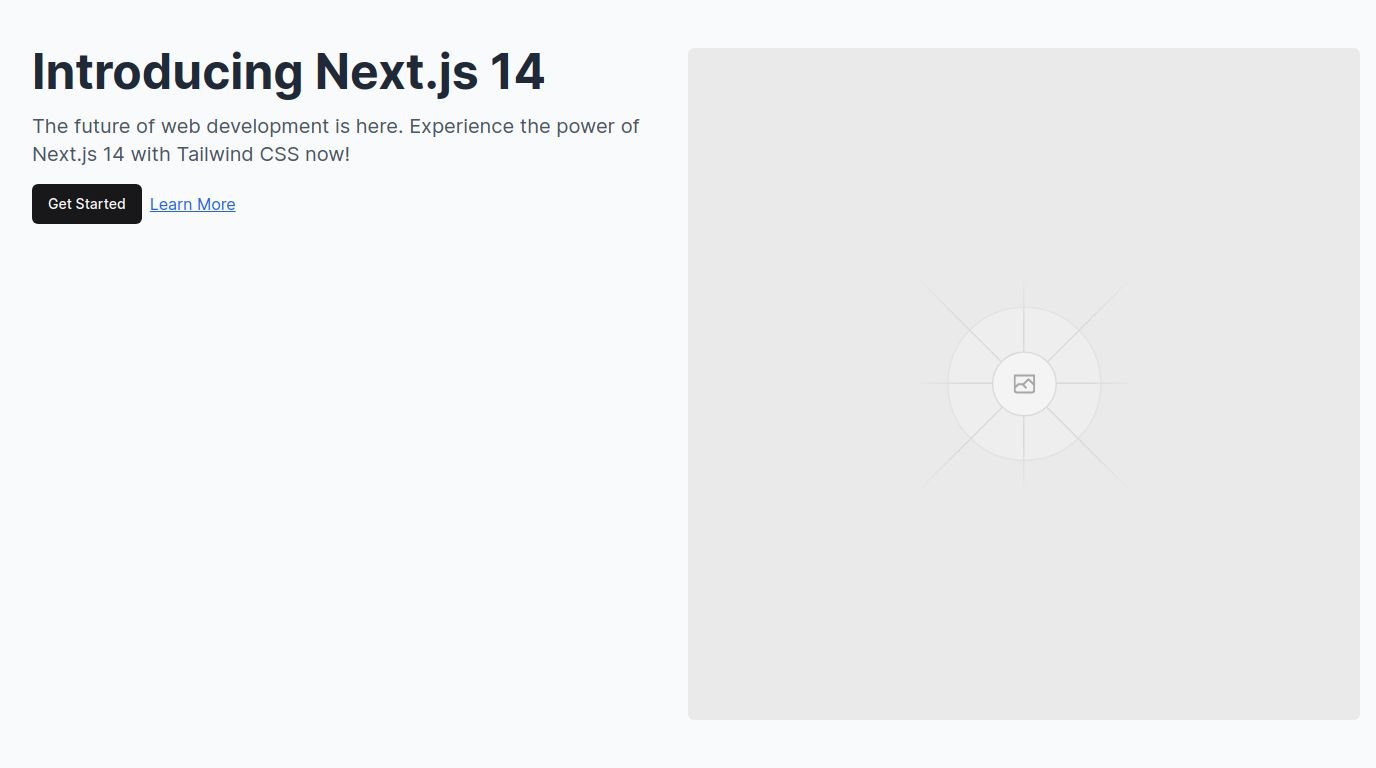 Introducing Next.js 14
The future of web development is here. Experience the power of
Next.js 14 with Tailwind CSS now!
Get Started
Learn More